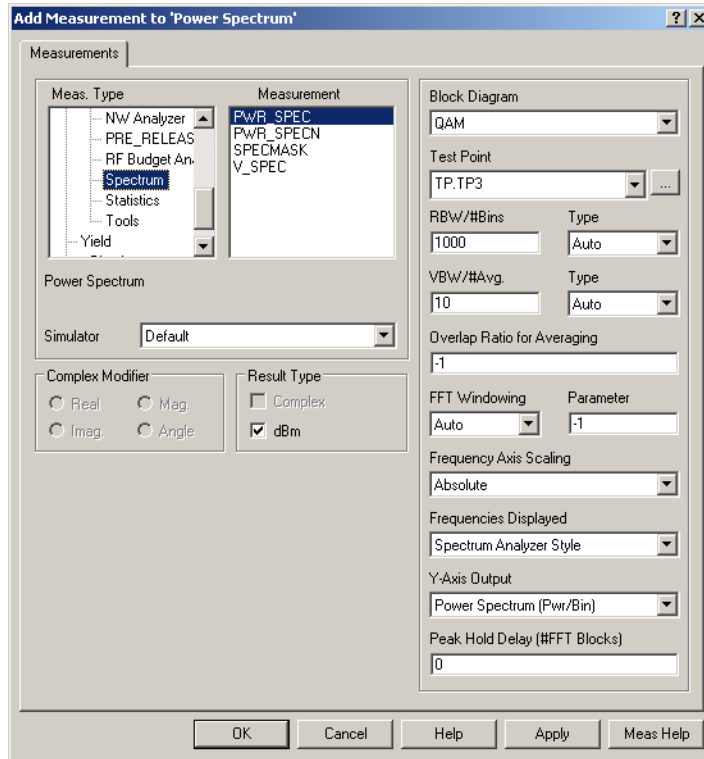 Add Measurement to 'Power Spectrum'
?
X
Measurements
Meas. Type
NW Analyzer
PRE_RELEAS
RF Budget An
Spectrum
Statistics
Tools
Yield
Measurement
PWR_SPEC
PWR_SPECN
SPECMASK
V_SPEC
Power Spectrum
Simulator
Default
Complex Modifier
Real
Mag.
Imag.
Angle
Result Type
Complex
dBm
Block Diagram
QAM
Test Point
TP.TP3
...
RBW/#Bins
Type
1000
Auto
VBW/#Avg.
Type
10
Auto
Overlap Ratio for Averaging
-1
FFT Windowing
Parameter
Auto
-1
Frequency Axis Scaling
Absolute
Frequencies Displayed
Spectrum Analyzer Style
Y-Axis Output
Power Spectrum (Pwr/Bin)
Peak Hold Delay (#FFT Blocks)
0
OK
Cancel
Help
Apply
Meas Help